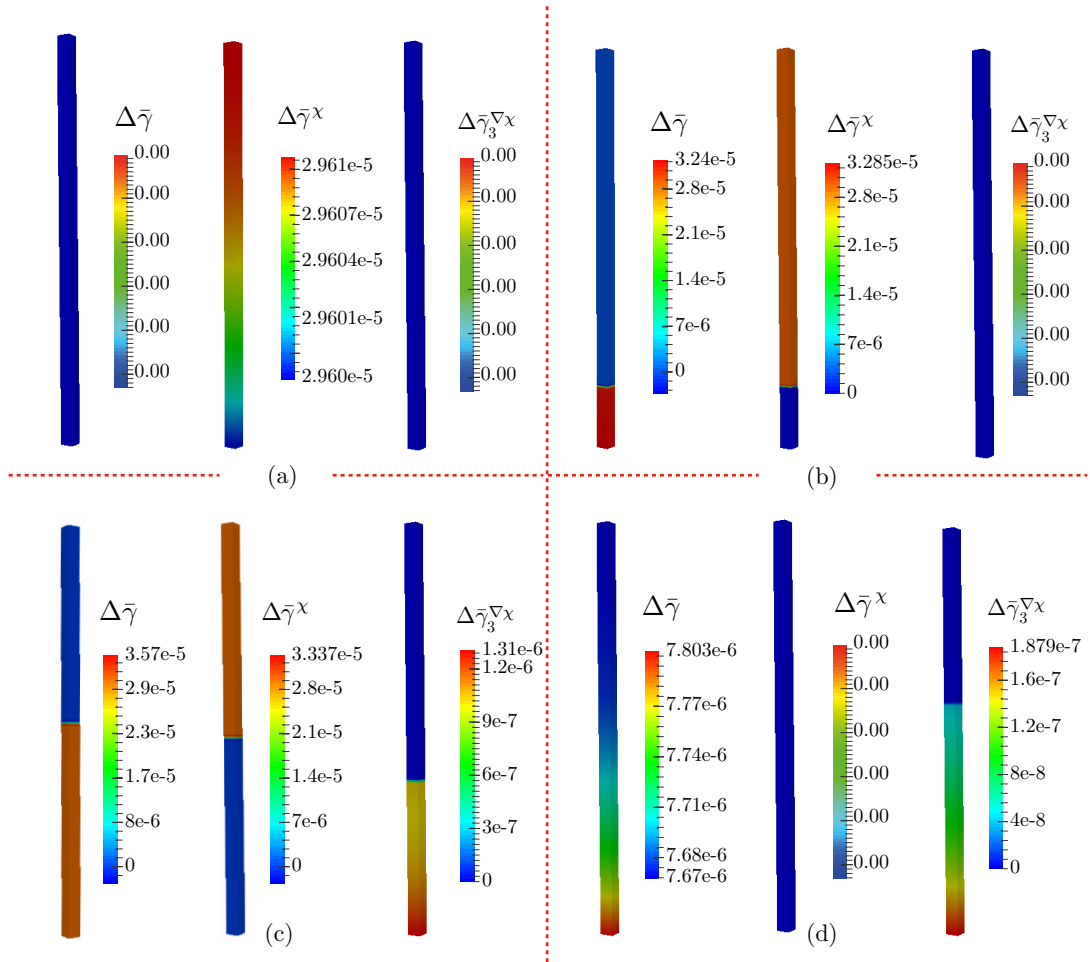 Δγ̄
0.00
0.00
0.00
0.00
0.00
0.00
Δγ̄^χ
2.961e-5
2.9607e-5
2.9604e-5
2.9601e-5
2.960e-5
Δγ̄₃^∇χ
0.00
0.00
0.00
0.00
0.00
0.00
(a)
Δγ̄
3.24e-5
2.8e-5
2.1e-5
1.4e-5
7e-6
0
Δγ̄^χ
3.285e-5
2.8e-5
2.1e-5
1.4e-5
7e-6
0
Δγ̄₃^∇χ
0.00
0.00
0.00
0.00
0.00
0.00
(b)
Δγ̄
3.57e-5
2.9e-5
2.3e-5
1.7e-5
8e-6
0
Δγ̄^χ
3.337e-5
2.8e-5
2.1e-5
1.4e-5
7e-6
0
Δγ̄₃^∇χ
1.31e-6
1.2e-6
9e-7
6e-7
3e-7
0
(c)
Δγ̄
7.803e-6
7.77e-6
7.74e-6
7.71e-6
7.68e-6
7.67e-6
Δγ̄^χ
0.00
0.00
0.00
0.00
0.00
0.00
Δγ̄₃^∇χ
1.879e-7
1.6e-7
1.2e-7
8e-8
4e-8
0
(d)